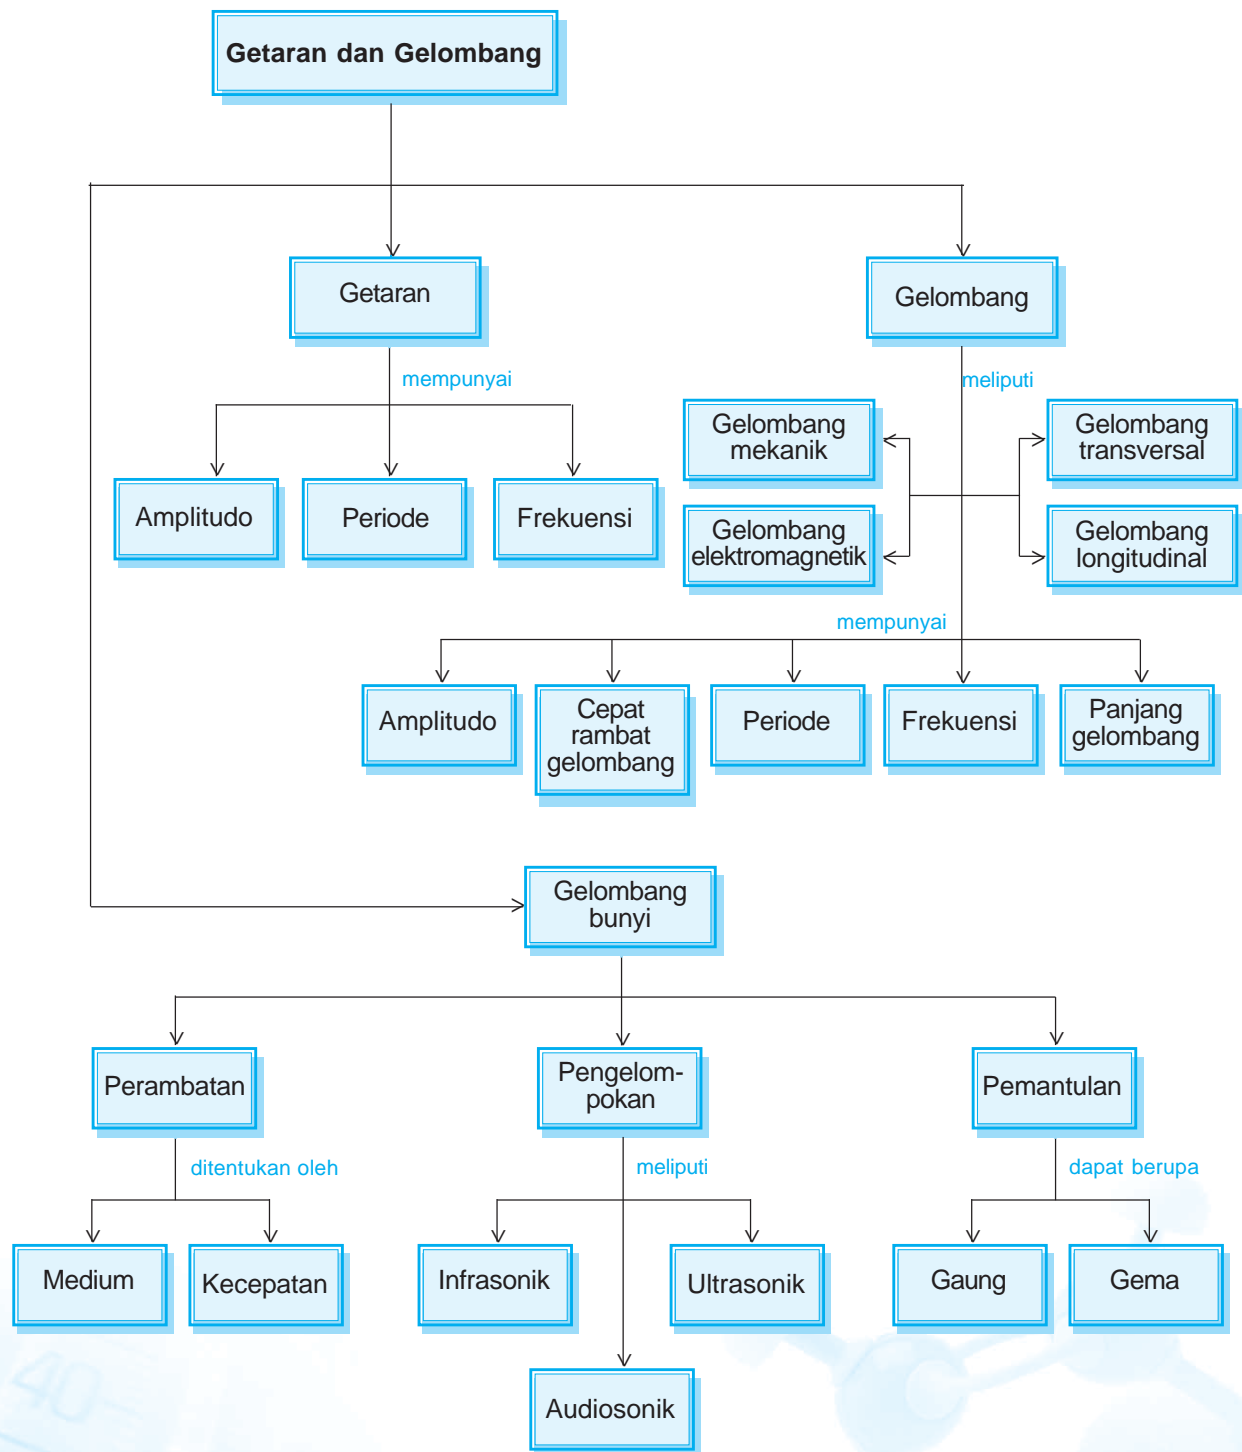 Getaran dan Gelombang
Getaran
Gelombang
mempunyai
meliputi
Amplitudo
Periode
Frekuensi
Gelombang
mekanik
Gelombang
transversal
Gelombang
elektromagnetik
Gelombang
longitudinal
mempunyai
Amplitudo
Cepat
rambat
gelombang
Periode
Frekuensi
Panjang
gelombang
Gelombang
bunyi
Perambatan
Pengelom-
pokan
Pemantulan
ditentukan oleh
meliputi
dapat berupa
Medium
Kecepatan
Infrasonik
Ultrasonik
Gaung
Gema
Audiosonik
40